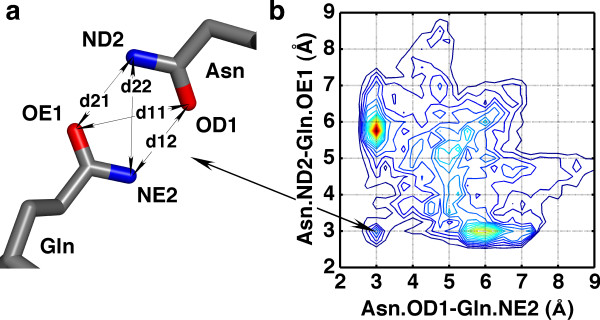 a
ND2
Asn
d22
d21
OE1
d11
OD1
d12
NE2
Gln
b
Asn.ND2-Gln.OE1 (Å)
9
8
7
6
5
4
3
2
2 3 4 5 6 7 8 9
Asn.OD1-Gln.NE2 (Å)